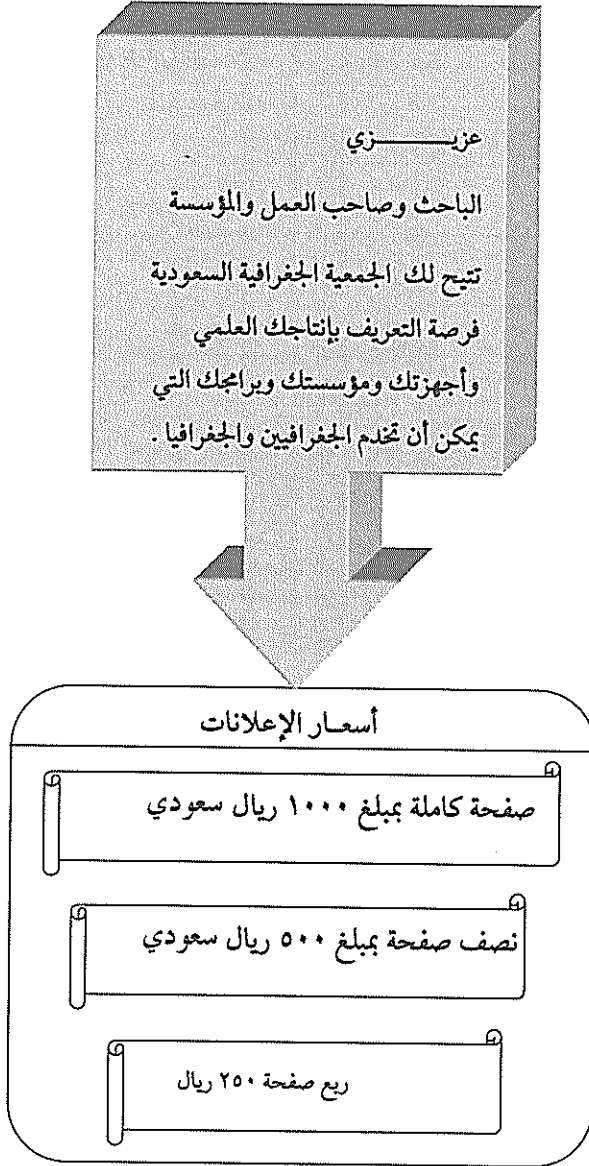 عزيـــــــزي
الباحث وصاحب العمل والمؤسسة
تتيح لك الجمعية الجغرافية السعودية
فرصة التعريف بإنتاجك العلمي
وأجهزتك ومؤسستك وبرامجك التي
يمكن أن تخدم الجغرافيين والجغرافيا .
أسعــار الإعلانات
صفحة كاملة بمبلغ ١٠٠٠ ريال سعودي
نصف صفحة بمبلغ ٥٠٠ ريال سعودي
ربع صفحة ٢٥٠ ريال